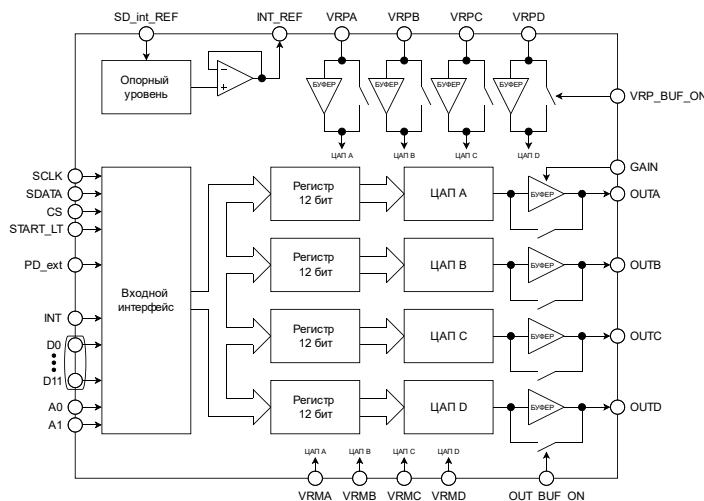 SD_int_REF
INT_REF
VRPA
VRPB
VRPC
VRPD
Опорный
уровень
БУФЕР
БУФЕР
БУФЕР
БУФЕР
VRP_BUF_ON
ЦАП A
ЦАП B
ЦАП C
ЦАП D
GAIN
SCLK
SDATA
CS
START_LT
PD_ext
INT
D0
D11
A0
A1
Входной
интерфейс
Регистр
12 бит
ЦАП A
БУФЕР
OUTA
Регистр
12 бит
ЦАП B
БУФЕР
OUTB
Регистр
12 бит
ЦАП C
БУФЕР
OUTC
Регистр
12 бит
ЦАП D
БУФЕР
OUTD
ЦАП A
ЦАП B
ЦАП C
ЦАП D
VRMA
VRMB
VRMC
VRMD
OUT_BUF_ON